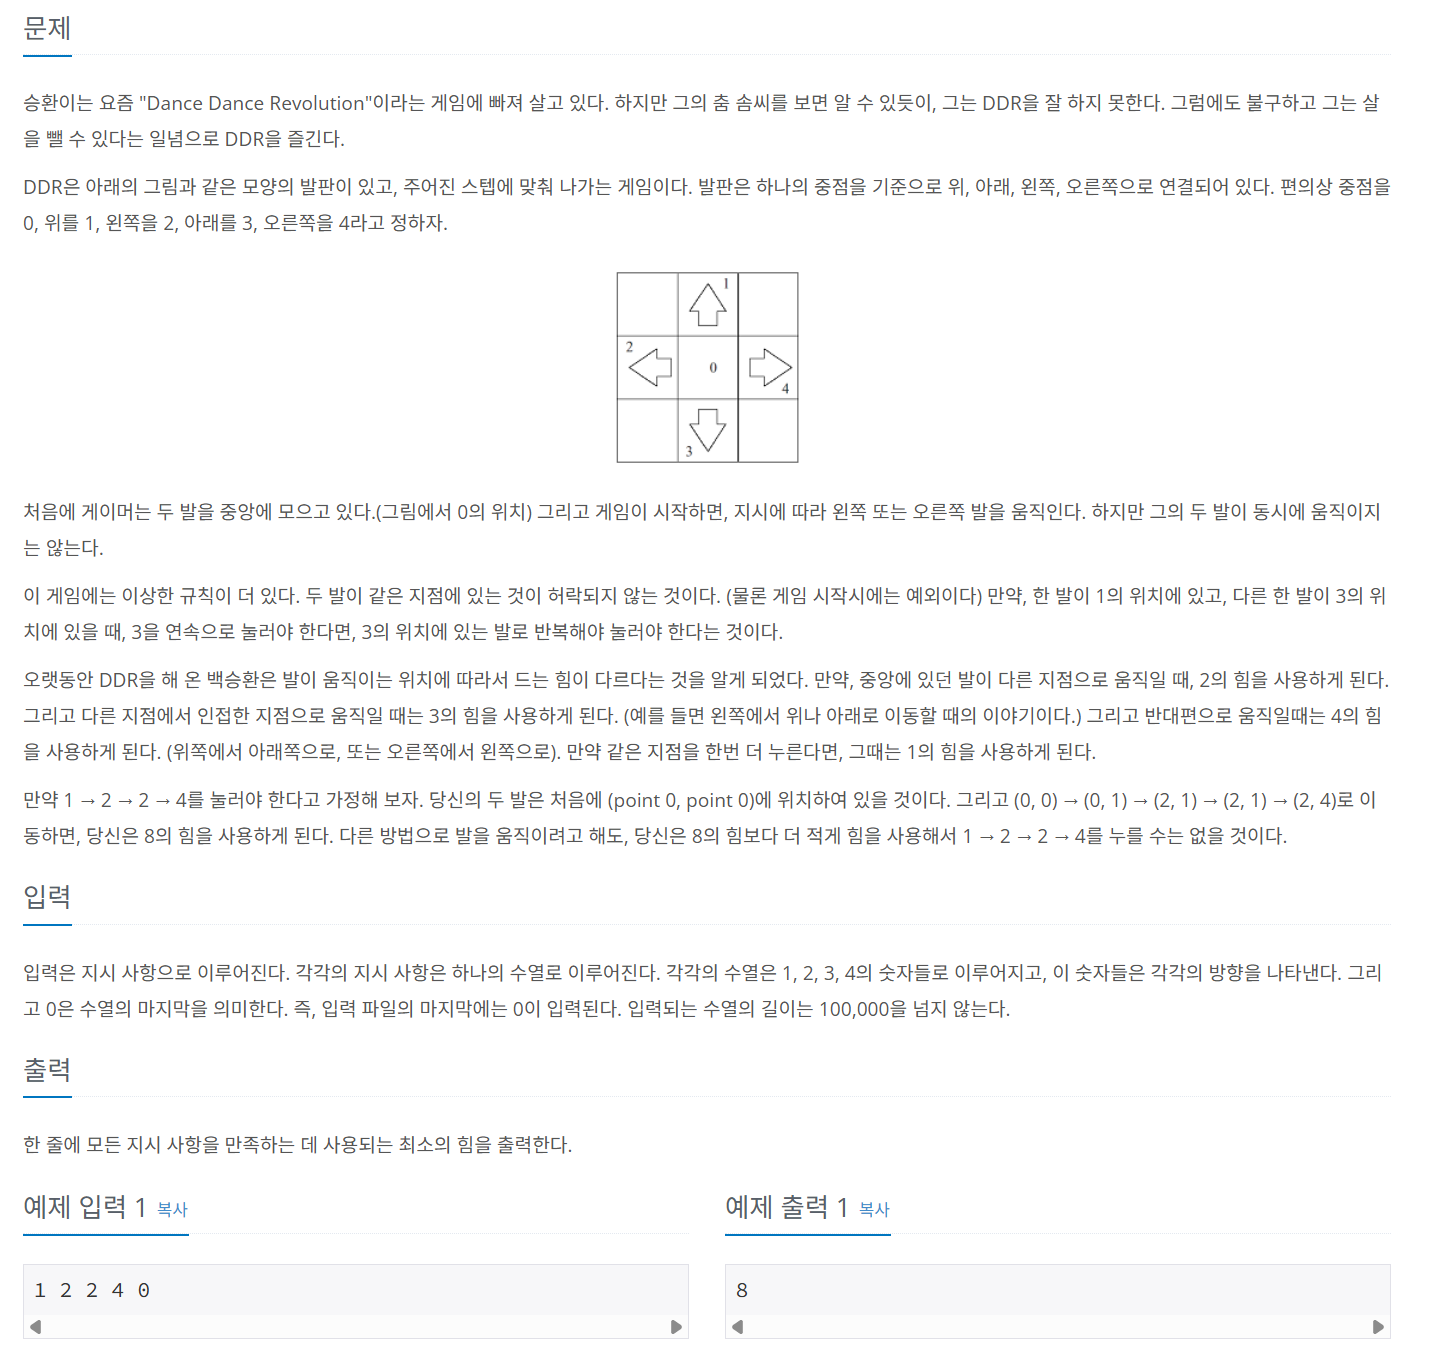 문제
승환이는 요즘 "Dance Dance Revolution"이라는 게임에 빠져 살고 있다. 하지만 그의 춤 솜씨를 보면 알 수 있듯이, 그는 DDR을 잘 하지 못한다. 그럼에도 불구하고 그는 살
을 뺄 수 있다는 일념으로 DDR을 즐긴다.
DDR은 아래의 그림과 같은 모양의 발판이 있고, 주어진 스텝에 맞춰 나가는 게임이다. 발판은 하나의 중점을 기준으로 위, 아래, 왼쪽, 오른쪽으로 연결되어 있다. 편의상 중점을
0, 위를 1, 왼쪽을 2, 아래를 3, 오른쪽을 4라고 정하자.
1
2
0
4
3
처음에 게이머는 두 발을 중앙에 모으고 있다.(그림에서 0의 위치) 그리고 게임이 시작하면, 지시에 따라 왼쪽 또는 오른쪽 발을 움직인다. 하지만 그의 두 발이 동시에 움직이지
는 않는다.
이 게임에는 이상한 규칙이 더 있다. 두 발이 같은 지점에 있는 것이 허락되지 않는 것이다. (물론 게임 시작시에는 예외이다) 만약, 한 발이 1의 위치에 있고, 다른 한 발이 3의 위
치에 있을 때, 3을 연속으로 눌러야 한다면, 3의 위치에 있는 발로 반복해야 눌러야 한다는 것이다.
오랫동안 DDR을 해 온 백승환은 발이 움직이는 위치에 따라서 드는 힘이 다르다는 것을 알게 되었다. 만약, 중앙에 있던 발이 다른 지점으로 움직일 때, 2의 힘을 사용하게 된다.
그리고 다른 지점에서 인접한 지점으로 움직일 때는 3의 힘을 사용하게 된다. (예를 들면 왼쪽에서 위나 아래로 이동할 때의 이야기이다.) 그리고 반대편으로 움직일때는 4의 힘
을 사용하게 된다. (위쪽에서 아래쪽으로, 또는 오른쪽에서 왼쪽으로). 만약 같은 지점을 한번 더 누른다면, 그때는 1의 힘을 사용하게 된다.
만약 1 → 2 → 2 → 4를 눌러야 한다고 가정해 보자. 당신의 두 발은 처음에 (point 0, point 0)에 위치하여 있을 것이다. 그리고 (0, 0) → (0, 1) → (2, 1) → (2, 1) → (2, 4)로 이
동하면, 당신은 8의 힘을 사용하게 된다. 다른 방법으로 발을 움직이려고 해도, 당신은 8의 힘보다 더 적게 힘을 사용해서 1 → 2 → 2 → 4를 누를 수는 없을 것이다.
입력
입력은 지시 사항으로 이루어진다. 각각의 지시 사항은 하나의 수열로 이루어진다. 각각의 수열은 1, 2, 3, 4의 숫자들로 이루어지고, 이 숫자들은 각각의 방향을 나타낸다. 그리
고 0은 수열의 마지막을 의미한다. 즉, 입력 파일의 마지막에는 0이 입력된다. 입력되는 수열의 길이는 100,000을 넘지 않는다.
출력
한 줄에 모든 지시 사항을 만족하는 데 사용되는 최소의 힘을 출력한다.
예제 입력 1 복사
1 2 2 4 0
예제 출력 1 복사
8